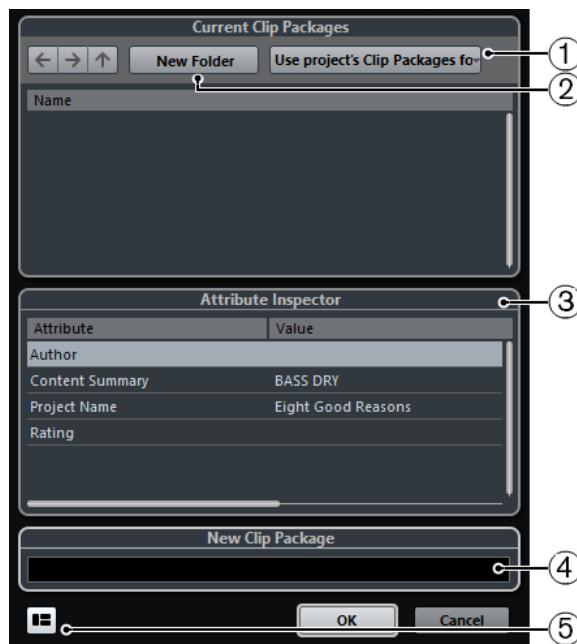 Current Clip Packages
New Folder
Use project's Clip Packages fo
1
2
Name
Attribute Inspector
3
Attribute Value
Author
Content Summary BASS DRY
Project Name Eight Good Reasons
Rating
New Clip Package
4
OK Cancel
5